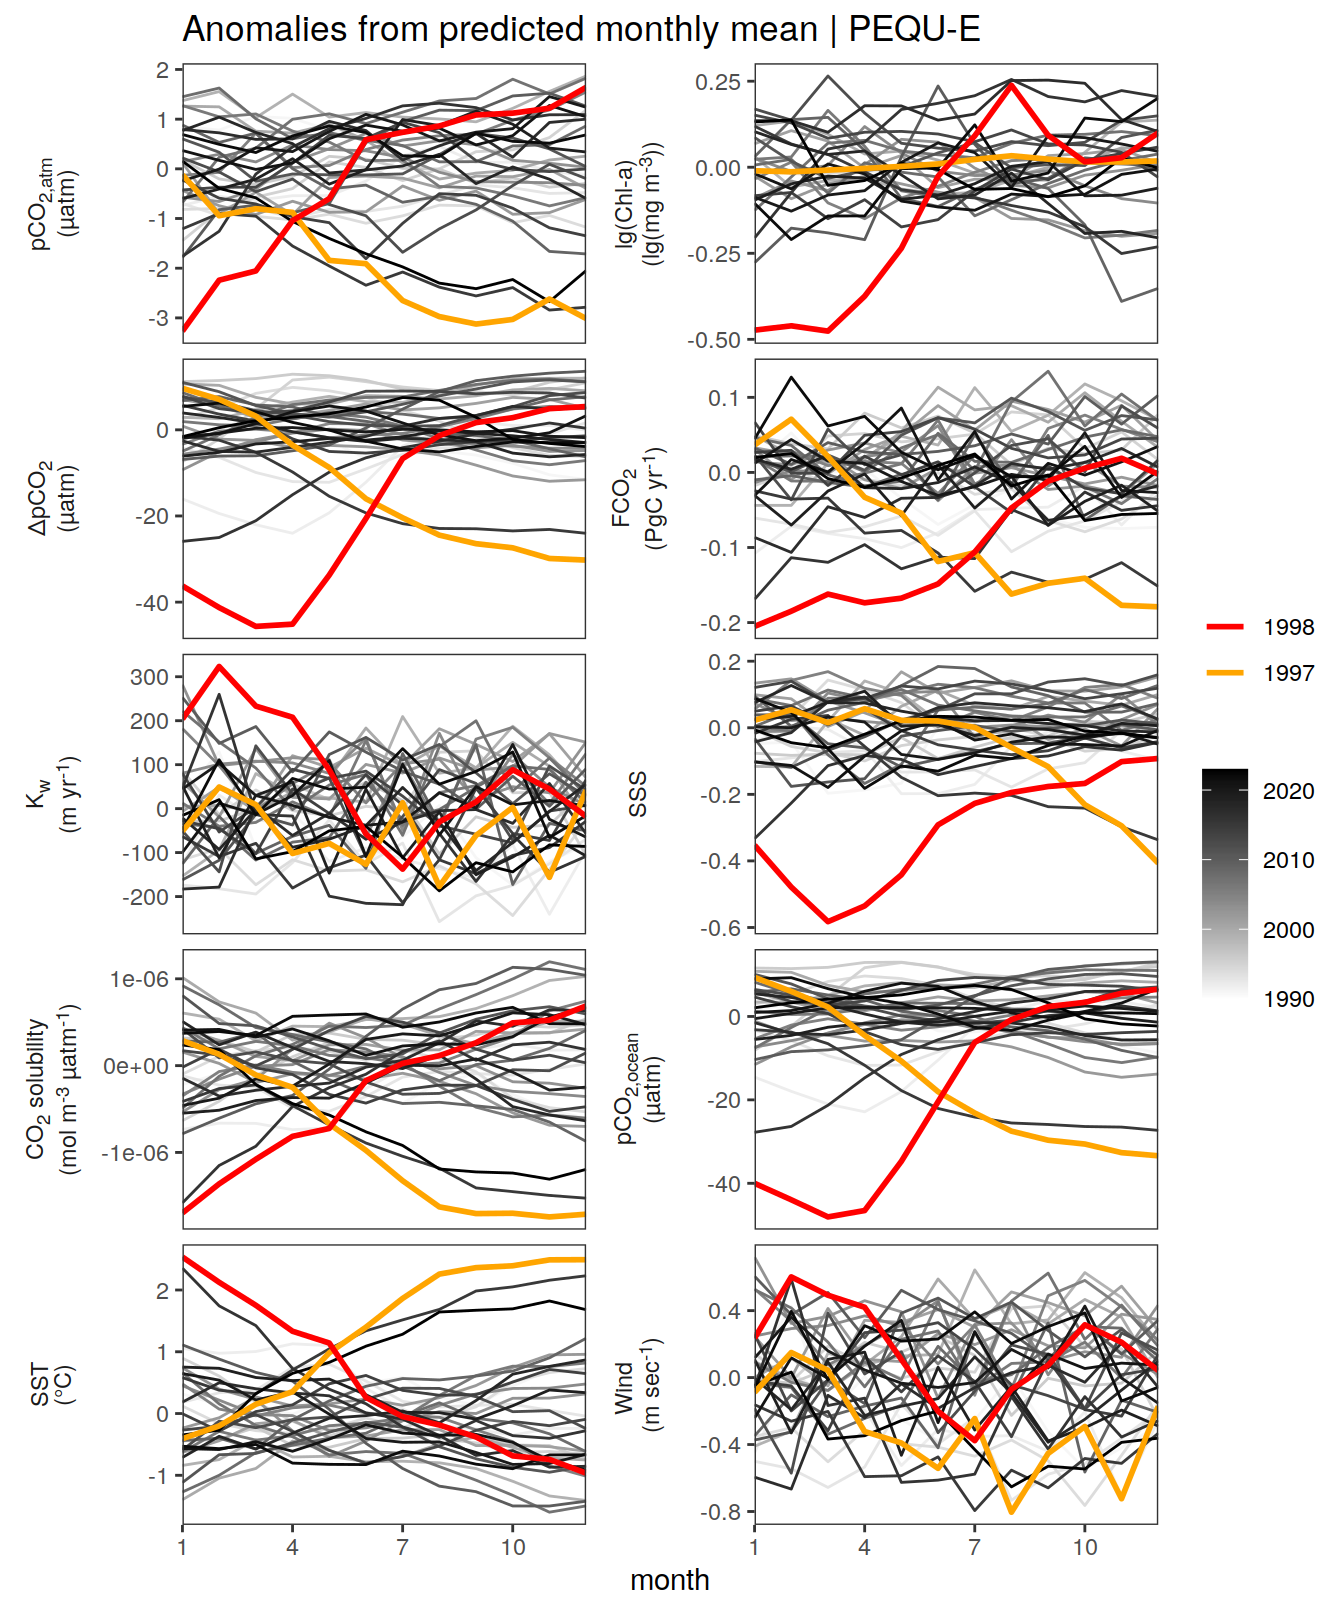 Anomalies from predicted monthly mean | PEQU-E
pCO2,atm
(µatm)
2
1
0
-1
-2
-3
lg(Chl-a)
(lg(mg m-3))
0.25
0.00
-0.25
-0.50
ΔpCO2
(µatm)
0
-20
-40
FCO2
(PgC yr-1)
0.1
0.0
-0.1
-0.2
Kw
(m yr-1)
300
200
100
0
-100
-200
SSS
0.2
0.0
-0.2
-0.4
-0.6
CO2 solubility
(mol m-3 µatm-1)
1e-06
0e+00
-1e-06
pCO2,ocean
(µatm)
0
-20
-40
SST
(°C)
2
1
0
-1
Wind
(m sec-1)
0.4
0.0
-0.4
-0.8
1 4 7 10
1 4 7 10
month
1998
1997
2020
2010
2000
1990